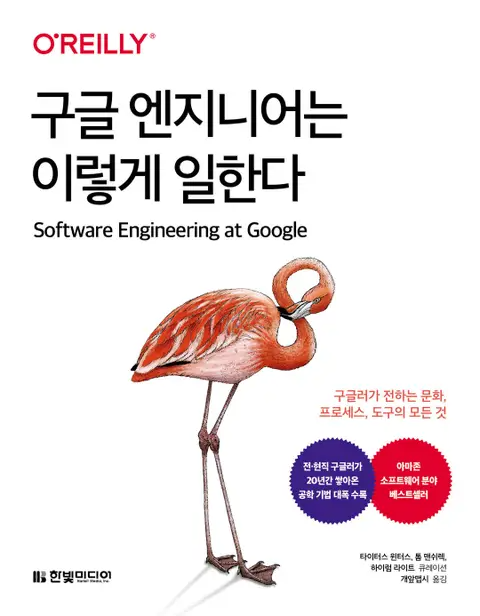 O'REILLY®
구글 엔지니어는
이렇게 일한다
Software Engineering at Google
구글러가 전하는 문화,
프로세스, 도구의 모든 것
전·현직 구글러가
20년간 쌓아온
공학 기법 대폭 수록
아마존
소프트웨어 분야
베스트셀러
타이터스 윈터스, 톰 맨쉬렉,
하이럼 라이트 큐레이션
개앞맵시 옮김
한빛미디어
Hanbit Media, Inc.